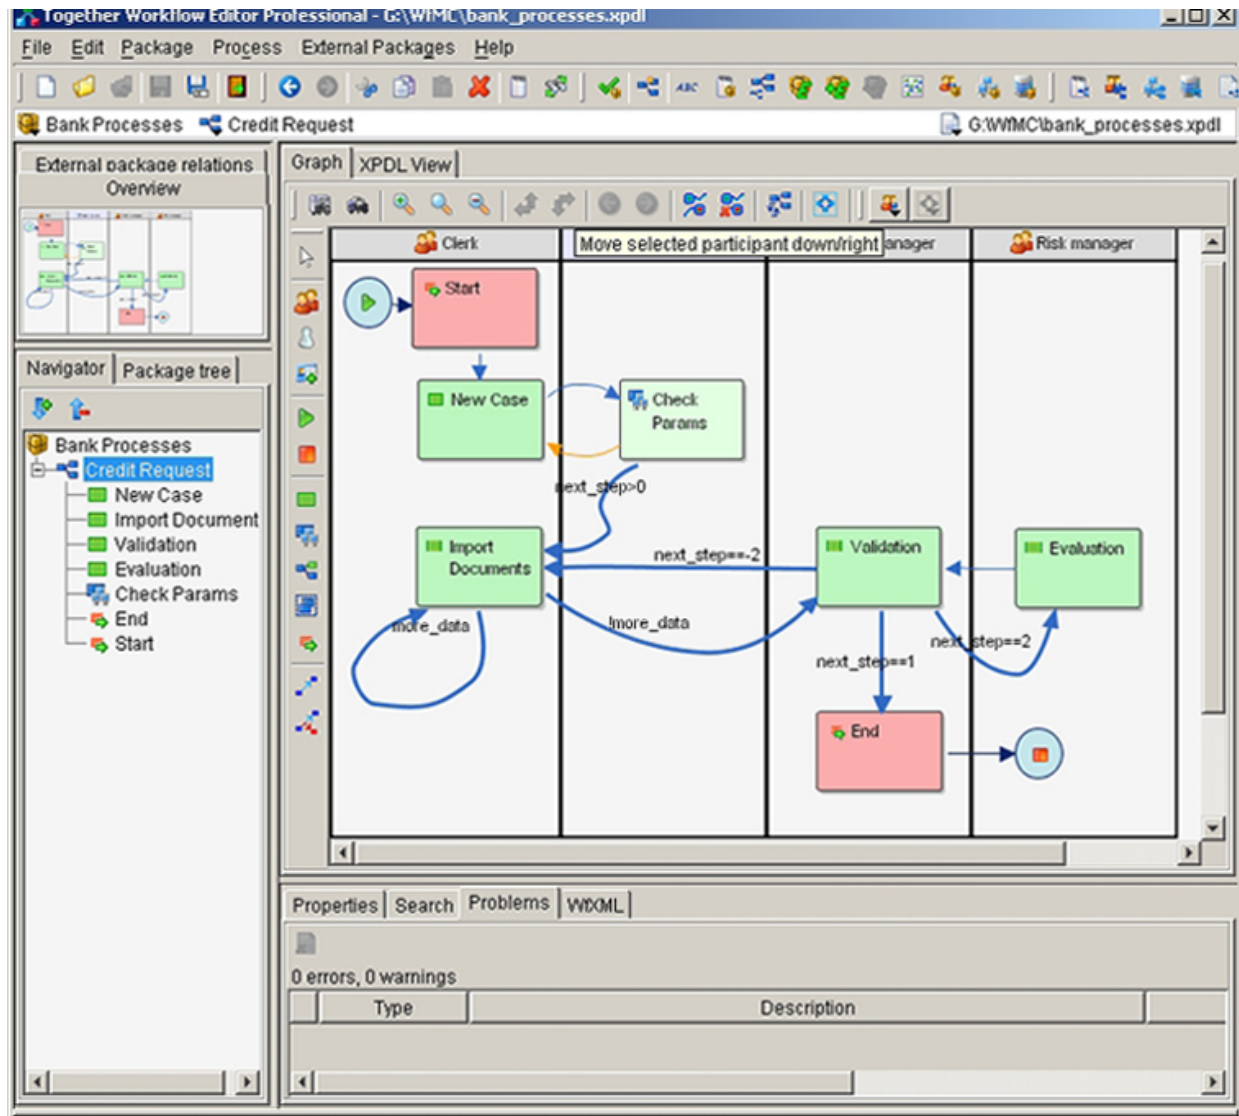 Together Workflow Editor Professional - G:\WfMC\bank_processes.xpdl
File Edit Package Process External Packages Help
ABC
Bank Processes Credit Request G:\WfMC\bank_processes.xpdl
External package relations
Overview
Graph XPDL View
Clerk Move selected participant down/right anager Risk manager
Start
New Case
Check
Params
next_step>0
Import
Documents
next_step==-2
Validation
Evaluation
more_data
!more_data
next_step==2
next_step==1
End
Navigator Package tree
Bank Processes
Credit Request
New Case
Import Document
Validation
Evaluation
Check Params
End
Start
Properties Search Problems WfXML
0 errors, 0 warnings
Type Description